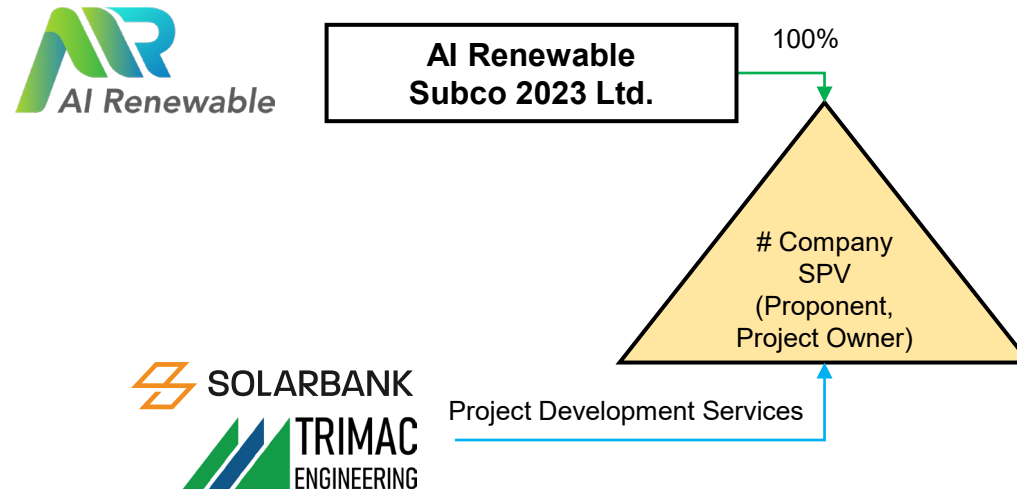 AI Renewable
AI Renewable
Subco 2023 Ltd.
100%
# Company
SPV
(Proponent,
Project Owner)
SOLARBANK
TRIMAC
ENGINEERING
Project Development Services